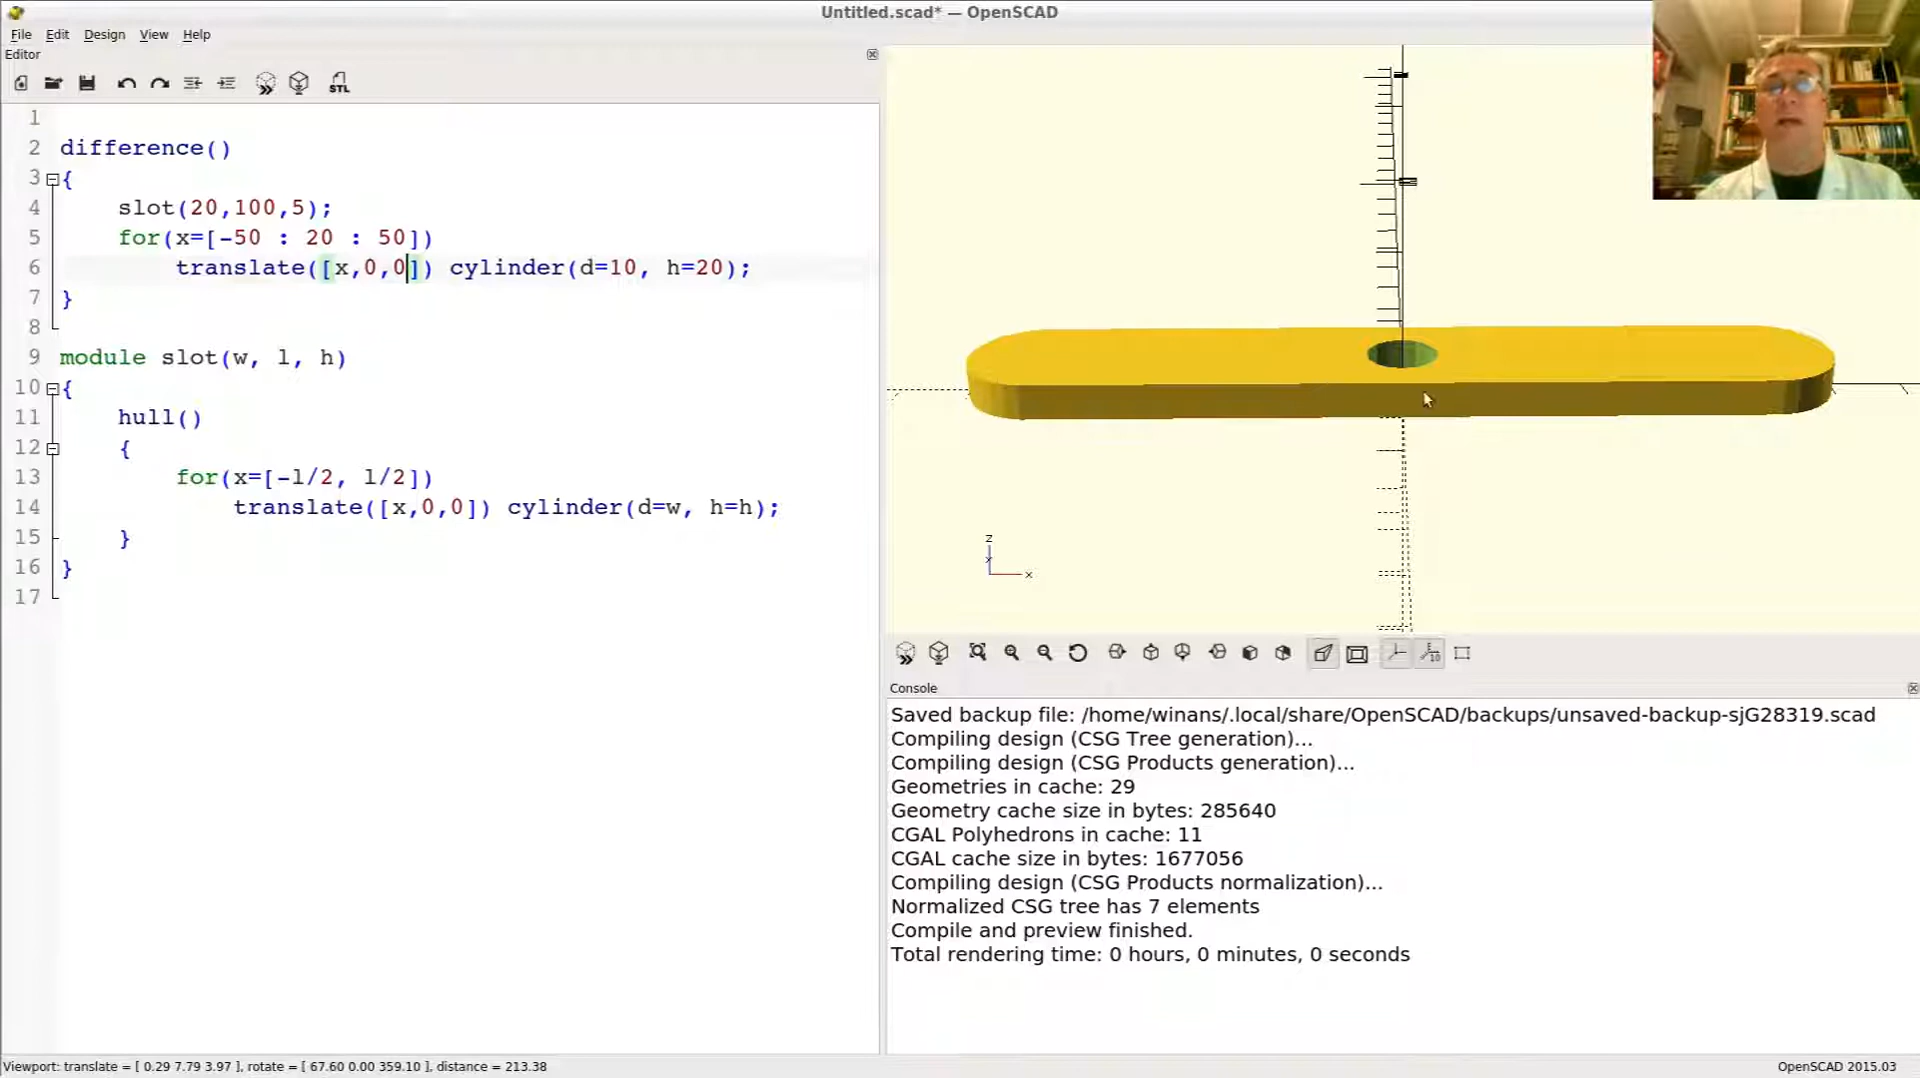 Untitled.scad* — OpenSCAD
File Edit Design View Help
Editor
STL
1
2 difference()
3 {
4 slot(20,100,5);
5 for(x=[-50 : 20 : 50])
6 translate([x,0,0]) cylinder(d=10, h=20);
7 }
8
9 module slot(w, l, h)
10 {
11 hull()
12 {
13 for(x=[-l/2, l/2])
14 translate([x,0,0]) cylinder(d=w, h=h);
15 }
16 }
17
z
x
10
Console
Saved backup file: /home/winans/.local/share/OpenSCAD/backups/unsaved-backup-sjG28319.scad
Compiling design (CSG Tree generation)...
Compiling design (CSG Products generation)...
Geometries in cache: 29
Geometry cache size in bytes: 285640
CGAL Polyhedrons in cache: 11
CGAL cache size in bytes: 1677056
Compiling design (CSG Products normalization)...
Normalized CSG tree has 7 elements
Compile and preview finished.
Total rendering time: 0 hours, 0 minutes, 0 seconds
Viewport: translate = [ 0.29 7.79 3.97 ], rotate = [ 67.60 0.00 359.10 ], distance = 213.38
OpenSCAD 2015.03